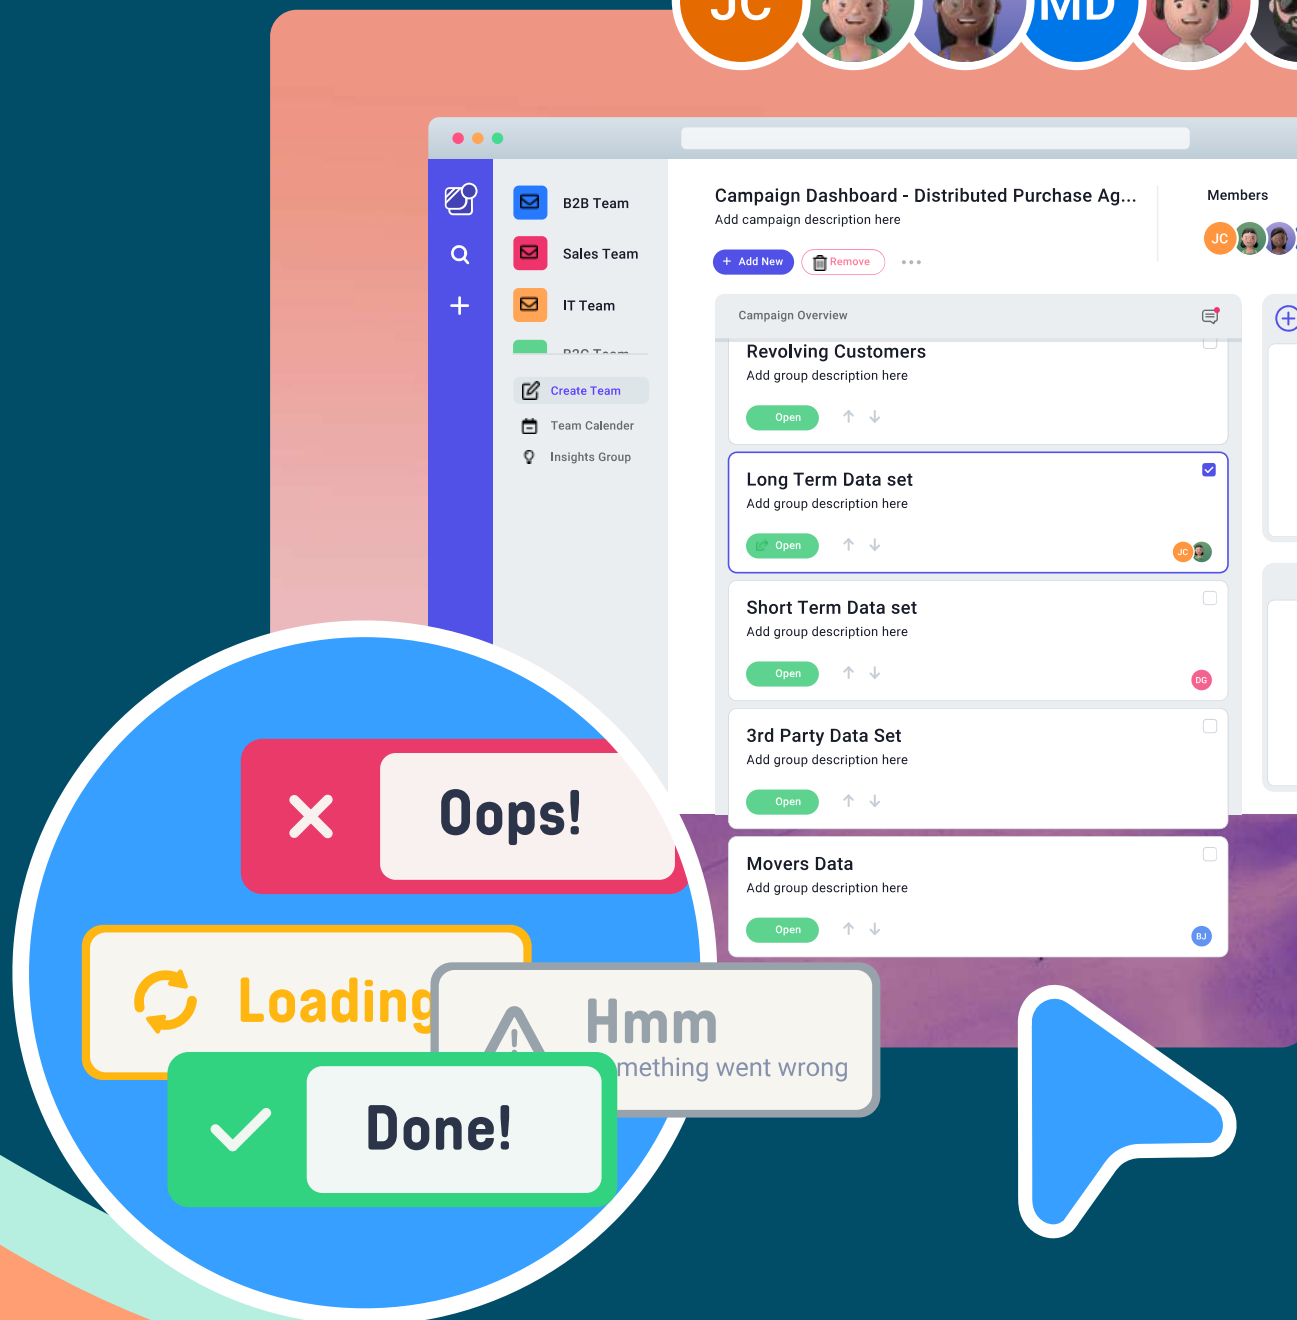 JC
MD
B2B Team
Sales Team
IT Team
B2C Team
Create Team
Team Calender
Insights Group
Campaign Dashboard - Distributed Purchase Ag...
Add campaign description here
+ Add New
Remove
Members
JC
Campaign Overview
Revolving Customers
Add group description here
Open
Long Term Data set
Add group description here
Open
JC
Short Term Data set
Add group description here
Open
DG
3rd Party Data Set
Add group description here
Open
Movers Data
Add group description here
Open
BJ
Oops!
Loading
Hmm
mething went wrong
Done!